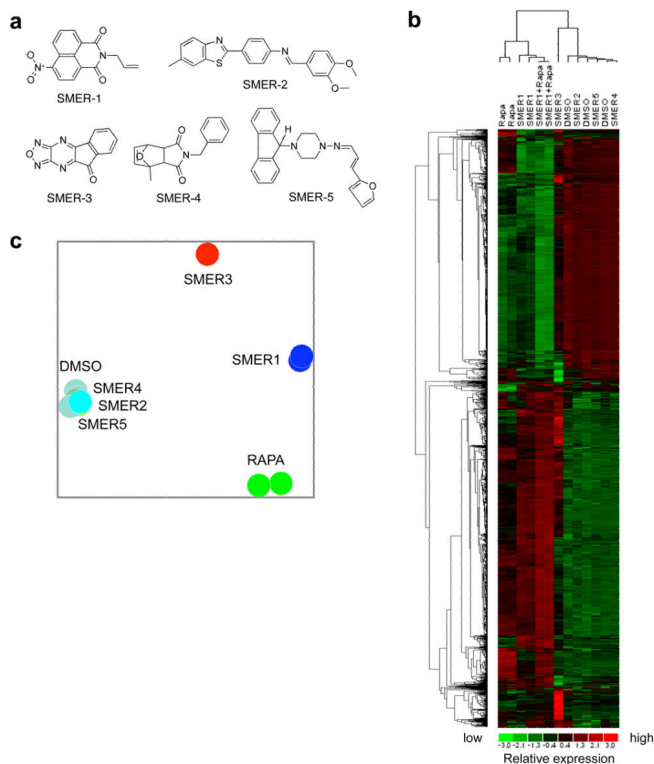 a
O
N
O
N⁺
O
O⁻
SMER-1
N
S
N
O
O
SMER-2
N
N
O
N
N
O
SMER-3
O
O
N
O
SMER-4
H
N
N
N
O
SMER-5
b
Rapa
Rapa
SMER1
SMER1
SMER1+Rapa
SMER1+Rapa
SMER3
DMSO
SMER2
DMSO
SMER5
DMSO
SMER4
c
SMER3
SMER1
DMSO
SMER4
SMER2
SMER5
RAPA
low
-3.0 -2.1 -1.3 -0.4 0.4 1.3 2.1 3.0
high
Relative expression